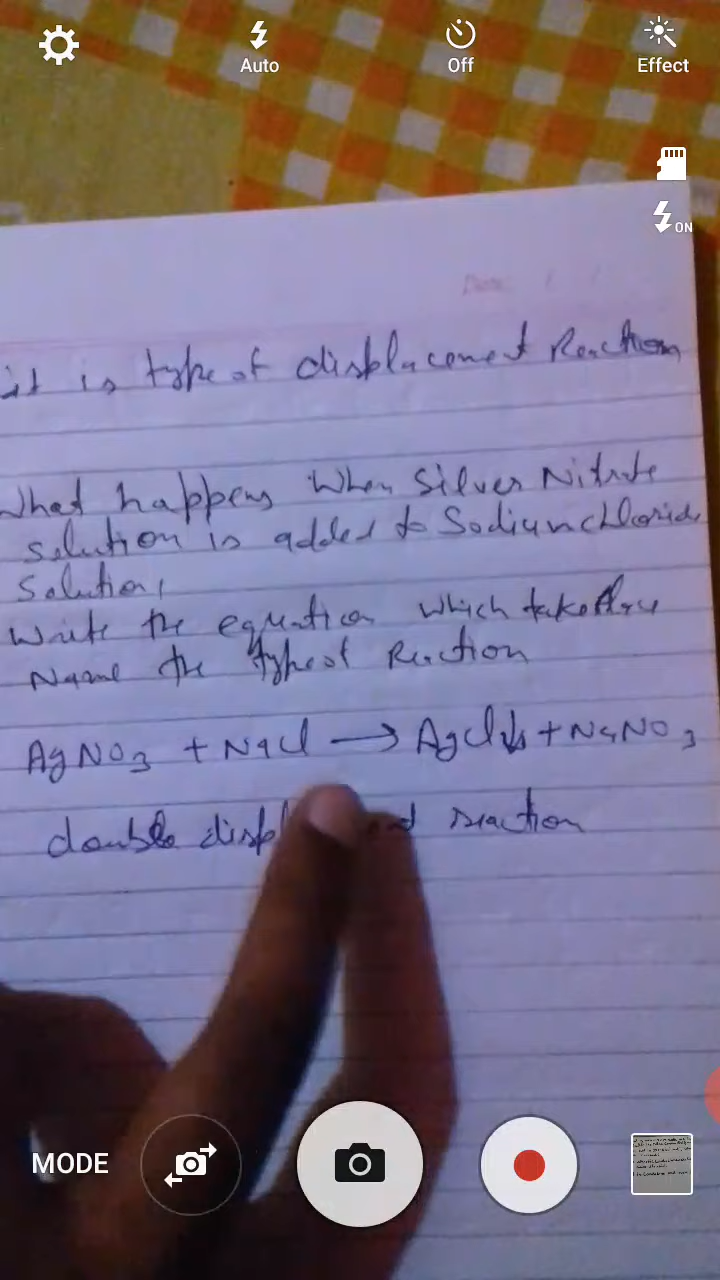 Auto
Off
Effect
ON
Date
it is type of displacement Reaction
What happens when Silver Nitrate
solution is added to Sodium chloride
Solution,
Write the equation which take place
Name the type of Reaction
AgNO3 + NaCl → AgCl↓ + NaNO3
double reaction
MODE